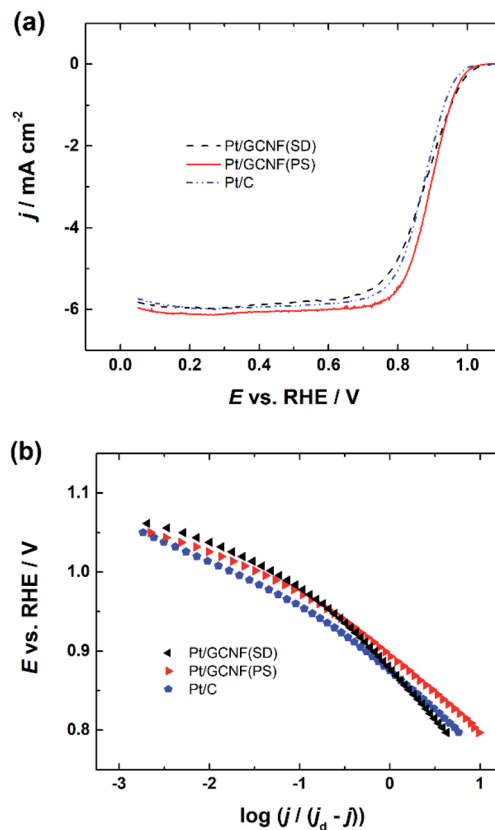 (a)
0
-2
-4
-6
j / mA cm⁻²
Pt/GCNF(SD)
Pt/GCNF(PS)
Pt/C
0.0 0.2 0.4 0.6 0.8 1.0
E vs. RHE / V
(b)
1.1
1.0
0.9
0.8
E vs. RHE / V
Pt/GCNF(SD)
Pt/GCNF(PS)
Pt/C
-3 -2 -1 0 1
log (j / (j_d - j))